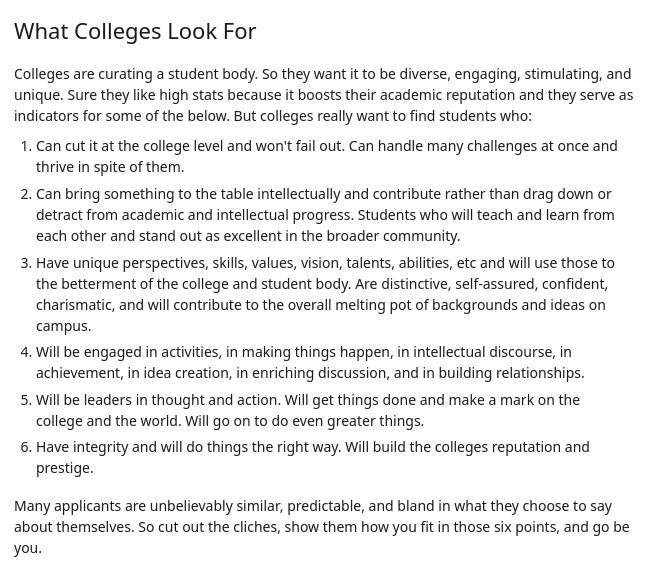 What Colleges Look For
Colleges are curating a student body. So they want it to be diverse, engaging, stimulating, and
unique. Sure they like high stats because it boosts their academic reputation and they serve as
indicators for some of the below. But colleges really want to find students who:
1. Can cut it at the college level and won't fail out. Can handle many challenges at once and
thrive in spite of them.
2. Can bring something to the table intellectually and contribute rather than drag down or
detract from academic and intellectual progress. Students who will teach and learn from
each other and stand out as excellent in the broader community.
3. Have unique perspectives, skills, values, vision, talents, abilities, etc and will use those to
the betterment of the college and student body. Are distinctive, self-assured, confident,
charismatic, and will contribute to the overall melting pot of backgrounds and ideas on
campus.
4. Will be engaged in activities, in making things happen, in intellectual discourse, in
achievement, in idea creation, in enriching discussion, and in building relationships.
5. Will be leaders in thought and action. Will get things done and make a mark on the
college and the world. Will go on to do even greater things.
6. Have integrity and will do things the right way. Will build the colleges reputation and
prestige.
Many applicants are unbelievably similar, predictable, and bland in what they choose to say
about themselves. So cut out the cliches, show them how you fit in those six points, and go be
you.